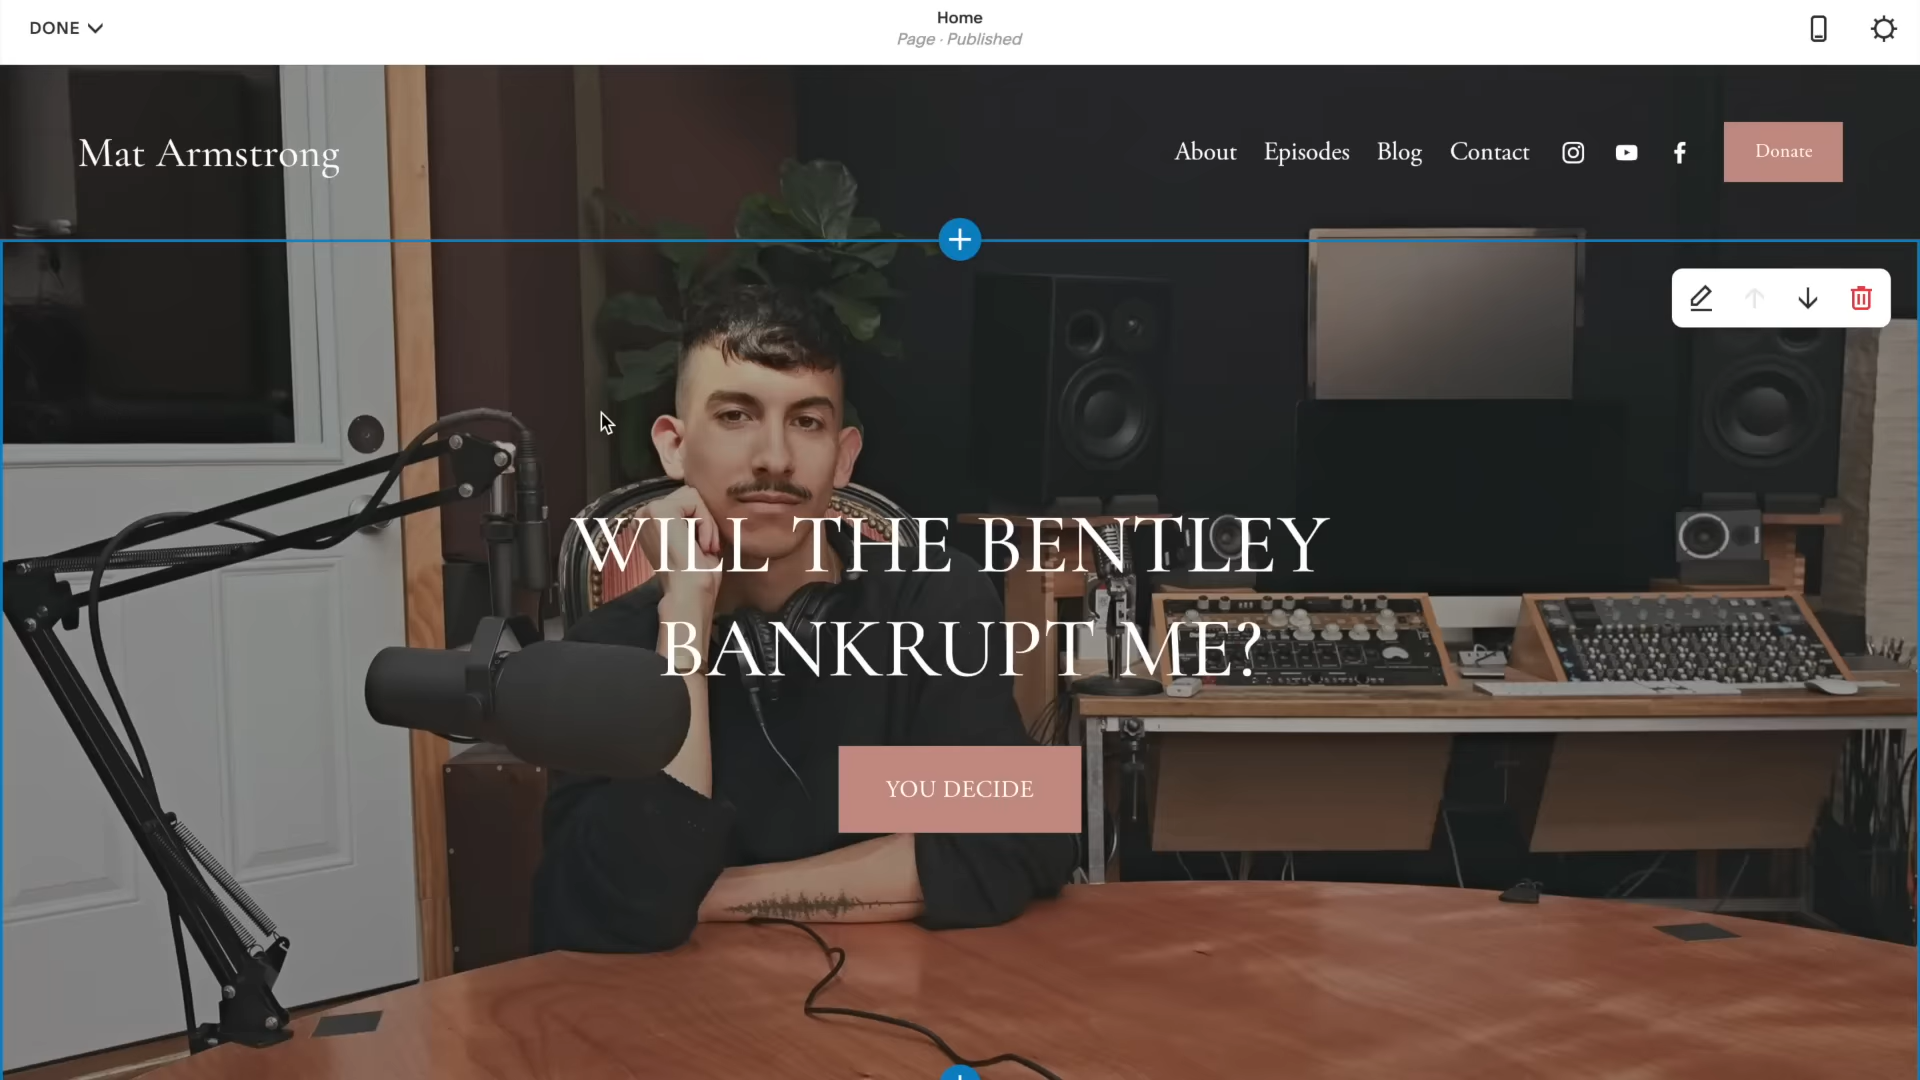 DONE
Home
Page · Published
Mat Armstrong
About Episodes Blog Contact Donate
WILL THE BENTLEY
BANKRUPT ME?
YOU DECIDE